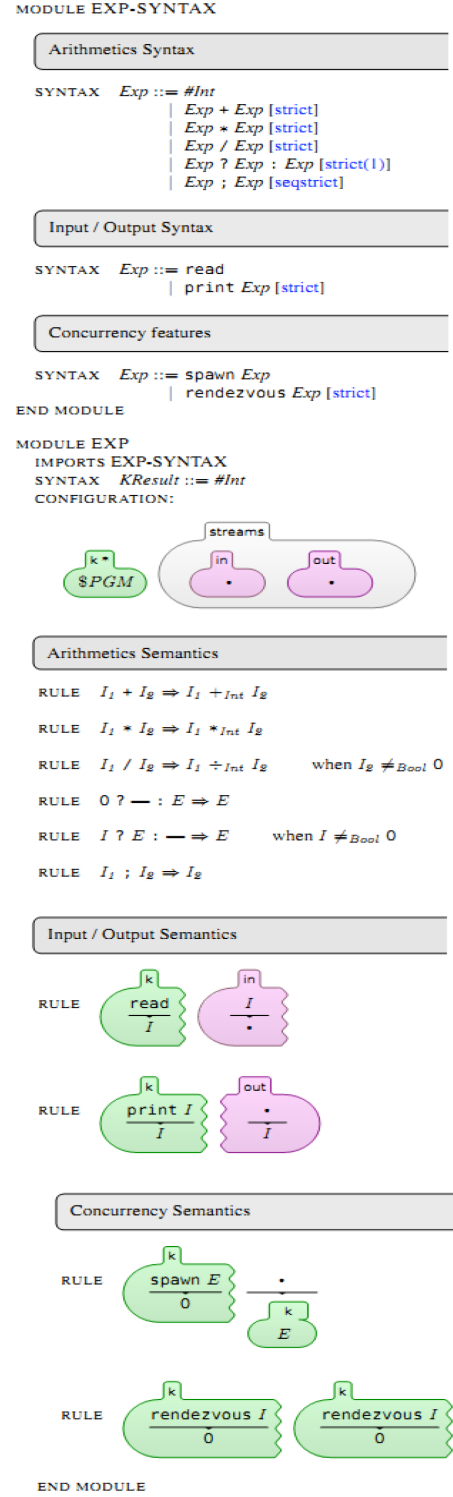 MODULE EXP-SYNTAX
Arithmetics Syntax
SYNTAX Exp ::= #Int
| Exp + Exp [strict]
| Exp * Exp [strict]
| Exp / Exp [strict]
| Exp ? Exp : Exp [strict(1)]
| Exp ; Exp [seqstrict]
Input / Output Syntax
SYNTAX Exp ::= read
| print Exp [strict]
Concurrency features
SYNTAX Exp ::= spawn Exp
| rendezvous Exp [strict]
END MODULE
MODULE EXP
IMPORTS EXP-SYNTAX
SYNTAX KResult ::= #Int
CONFIGURATION:
streams
k * in out
$PGM • •
Arithmetics Semantics
RULE I₁ + I₂ ⇒ I₁ +Int I₂
RULE I₁ * I₂ ⇒ I₁ *Int I₂
RULE I₁ / I₂ ⇒ I₁ ÷Int I₂ when I₂ ≠Bool 0
RULE 0 ? — : E ⇒ E
RULE I ? E : — ⇒ E when I ≠Bool 0
RULE I₁ ; I₂ ⇒ I₂
Input / Output Semantics
k in
RULE read I
I •
k out
RULE print I •
I I
Concurrency Semantics
k
RULE spawn E •
0 k
E
k k
RULE rendezvous I rendezvous I
0 0
END MODULE